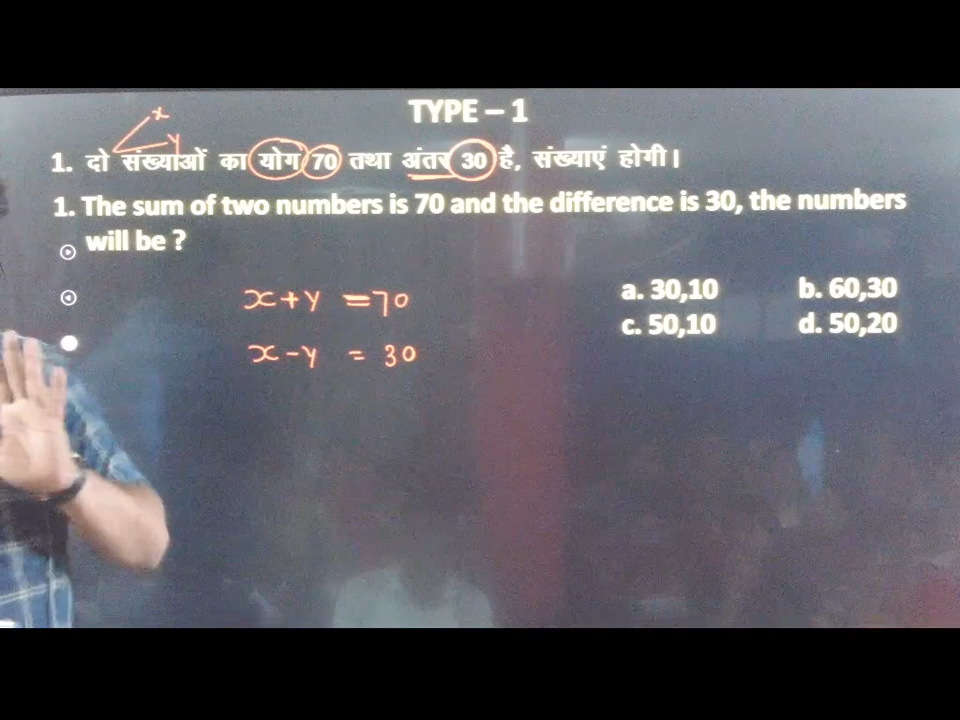 TYPE – 1
x
y
1. दो संख्याओं का योग 70 तथा अंतर 30 है, संख्याएं होगी।
1. The sum of two numbers is 70 and the difference is 30, the numbers
will be ?
x+y = 70
x-y = 30
a. 30,10 b. 60,30
c. 50,10 d. 50,20